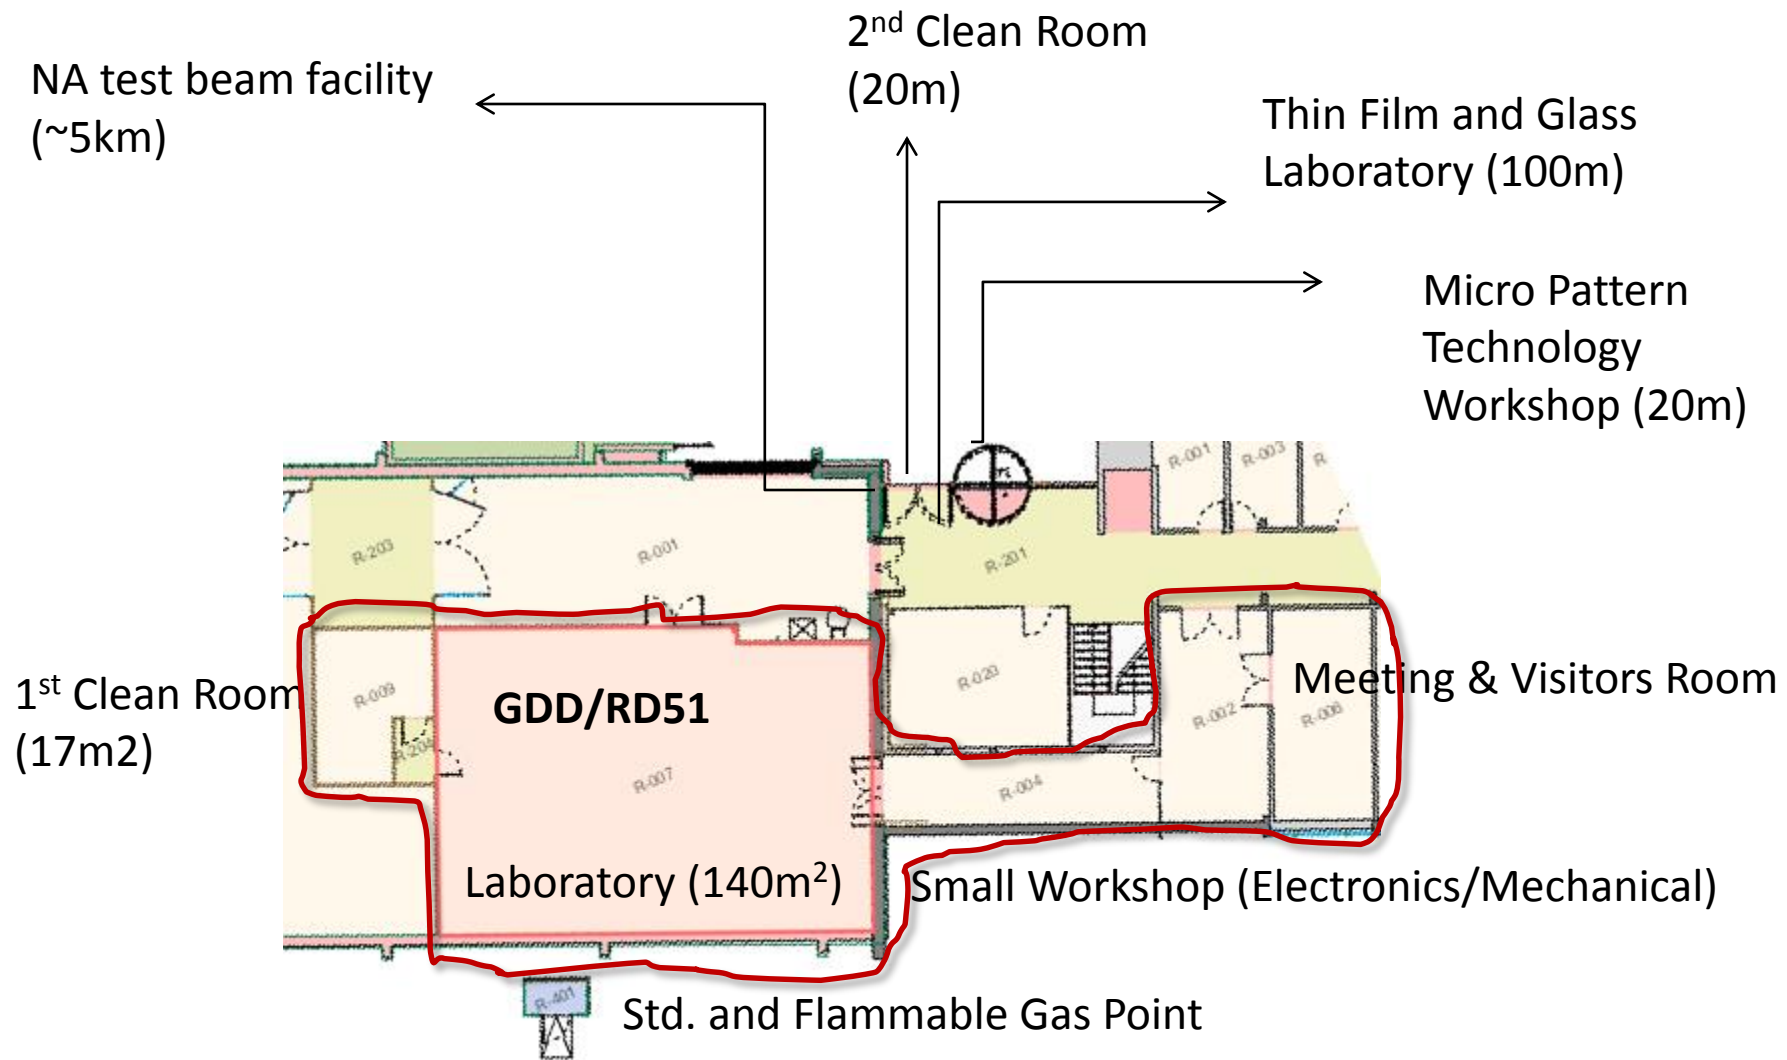 2nd Clean Room
(20m)
NA test beam facility
(~5km)
Thin Film and Glass
Laboratory (100m)
Micro Pattern
Technology
Workshop (20m)
R-001
R-003
R-203
R-001
R-201
1st Clean Room
(17m2)
R-009
R-204
GDD/RD51
R-007
R-020
R-002
Meeting & Visitors Room
R-006
R-004
Laboratory (140m²)
Small Workshop (Electronics/Mechanical)
R-401
Std. and Flammable Gas Point